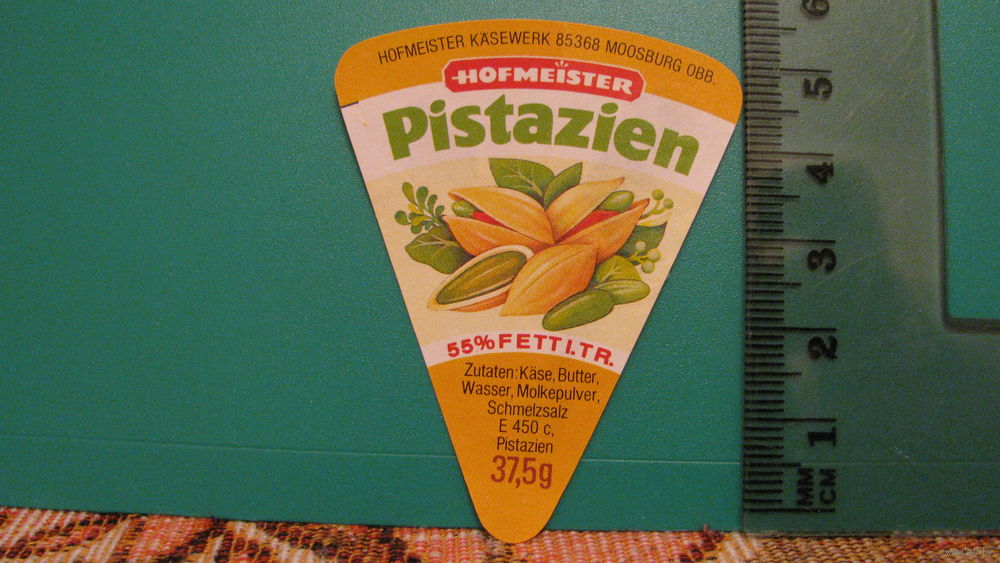 HOFMEISTER KÄSEWERK 85368 MOOSBURG OBB.
HOFMEISTER
Pistazien
55% FETT I.TR.
Zutaten: Käse, Butter,
Wasser, Molkepulver,
Schmelzsalz
E 450 c,
Pistazien
37,5g
6
5
4
3
2
1
MM
CM